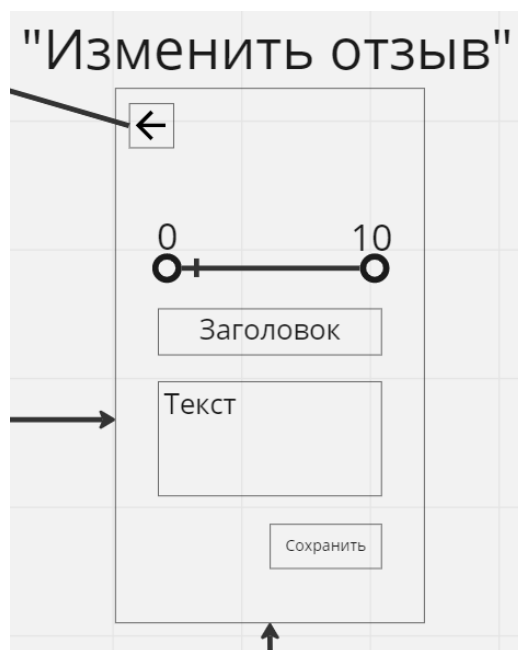 "Изменить отзыв"
0 10
Заголовок
Текст
Сохранить